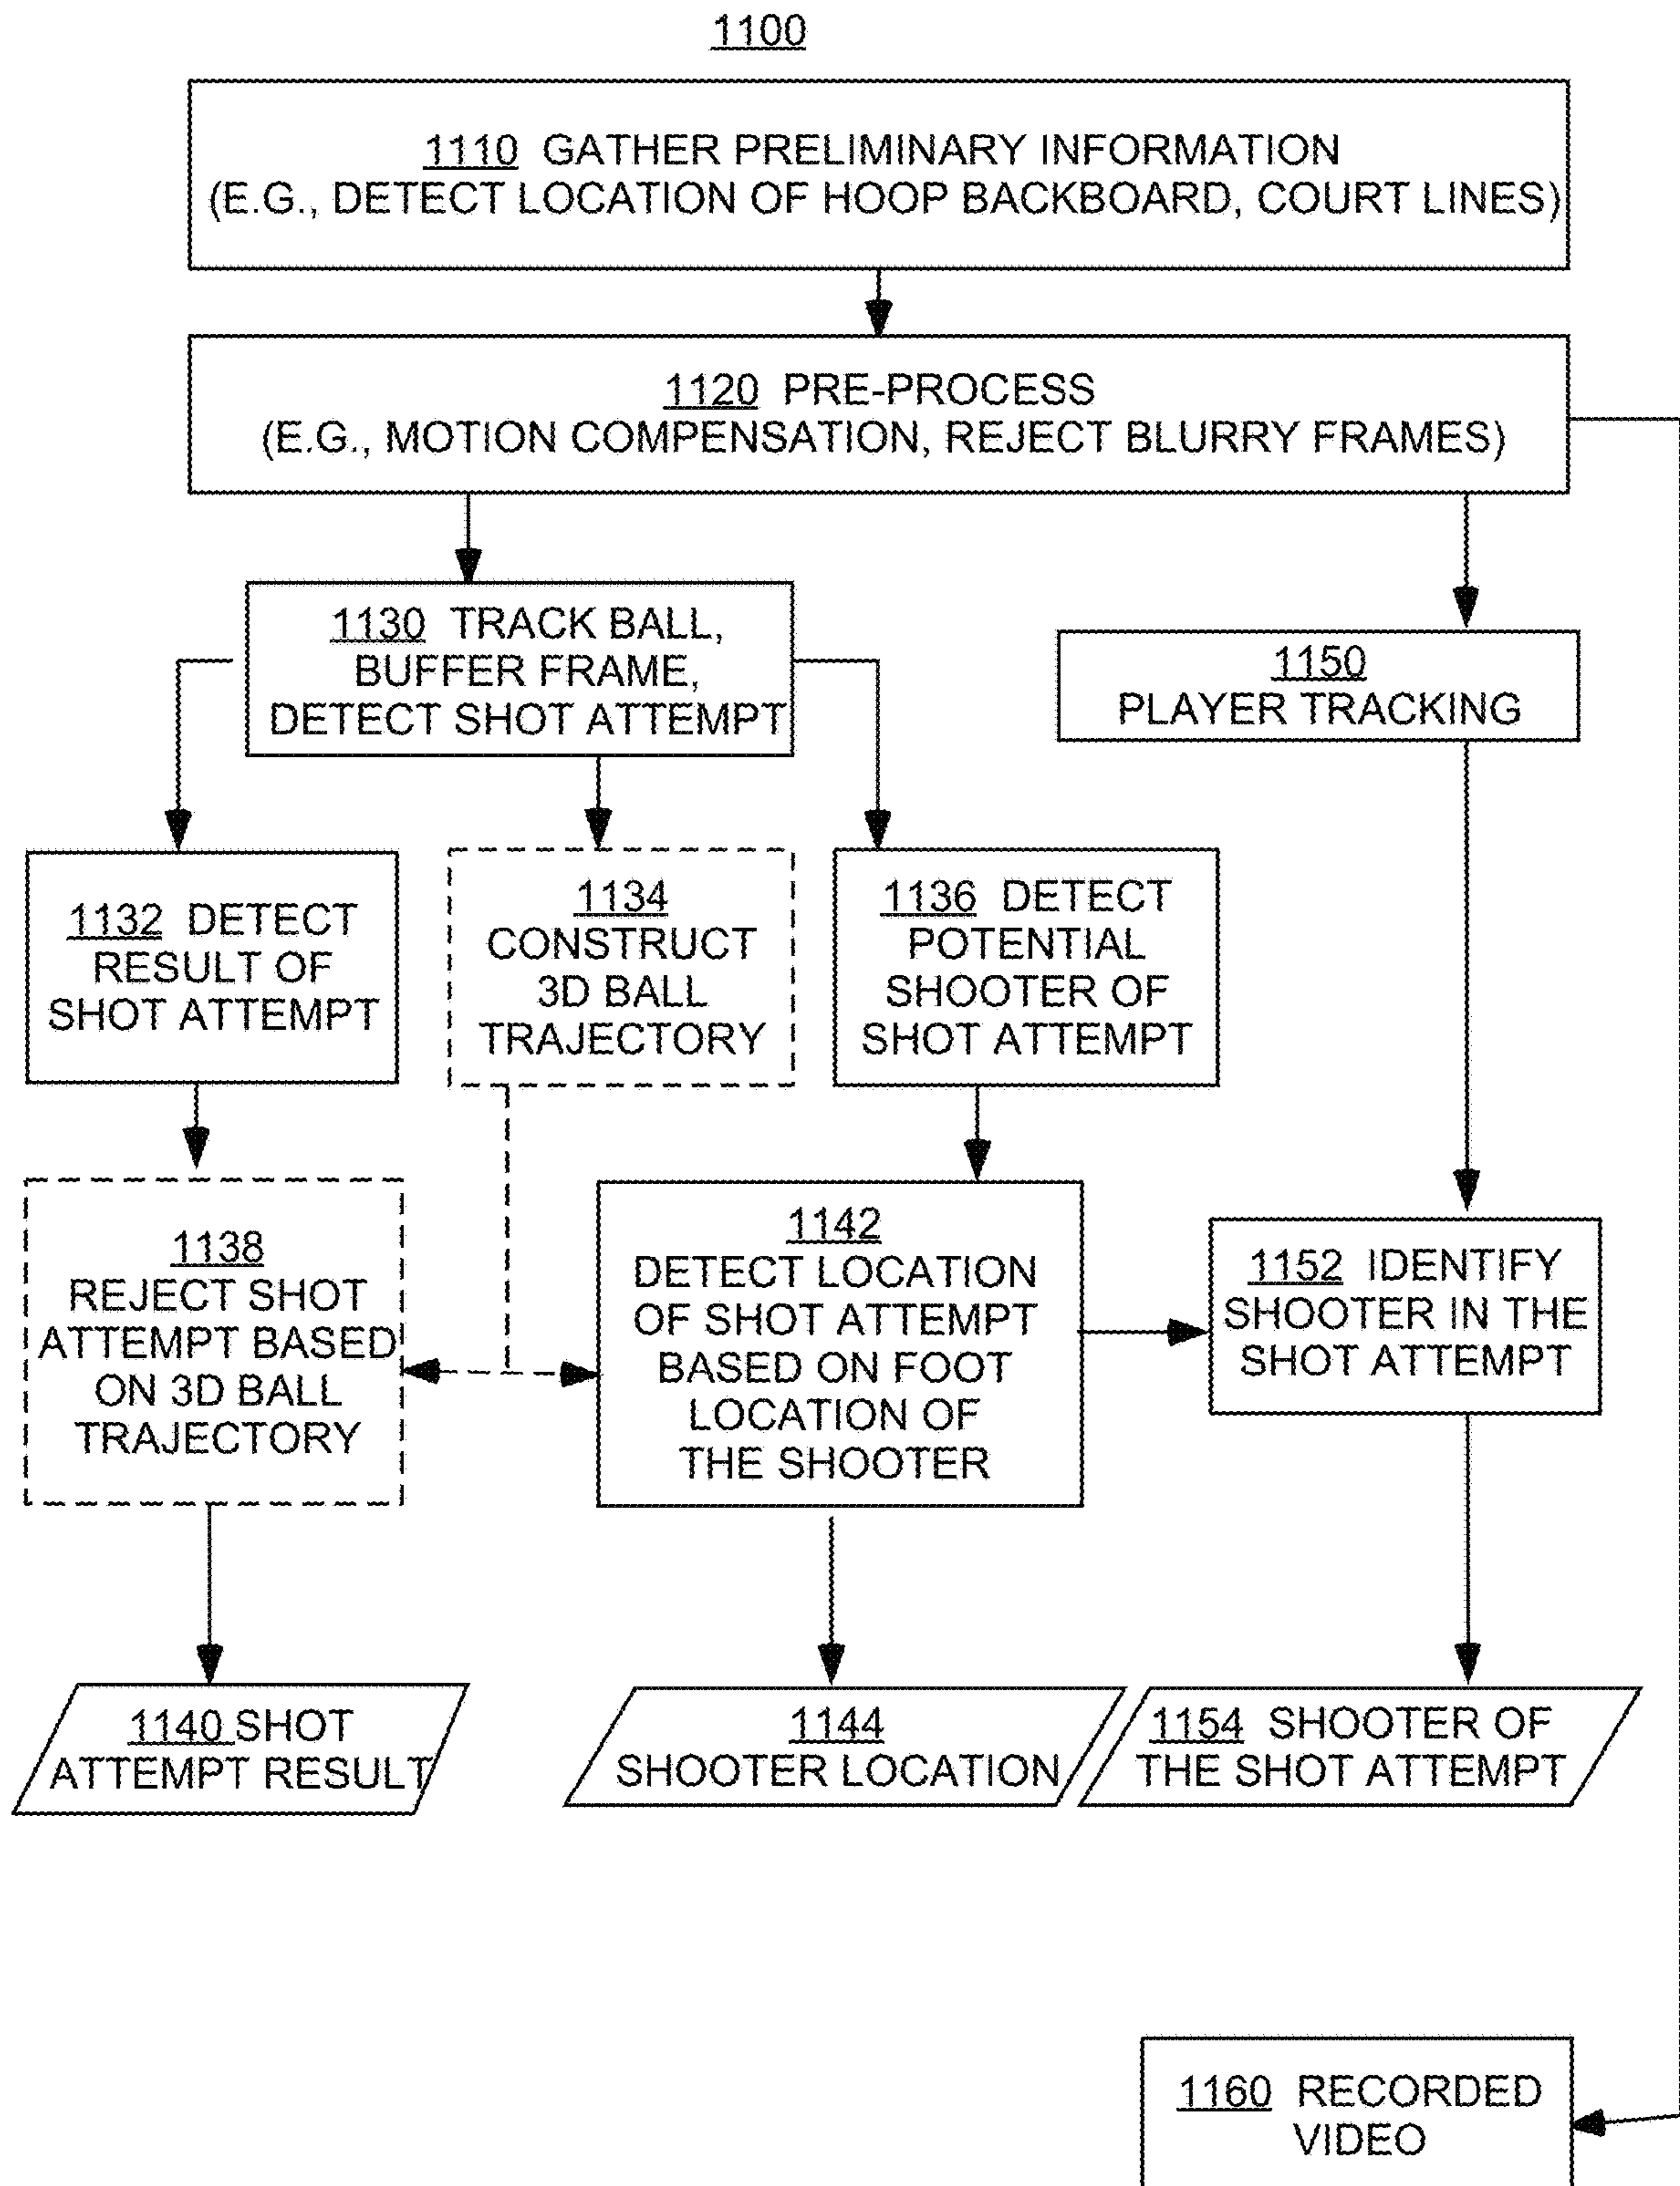 1100
1110 GATHER PRELIMINARY INFORMATION
(E.G., DETECT LOCATION OF HOOP BACKBOARD, COURT LINES)
1120 PRE-PROCESS
(E.G., MOTION COMPENSATION, REJECT BLURRY FRAMES)
1130 TRACK BALL,
BUFFER FRAME,
DETECT SHOT ATTEMPT
1150
PLAYER TRACKING
1132 DETECT
RESULT OF
SHOT ATTEMPT
1134
CONSTRUCT
3D BALL
TRAJECTORY
1136 DETECT
POTENTIAL
SHOOTER OF
SHOT ATTEMPT
1138
REJECT SHOT
ATTEMPT BASED
ON 3D BALL
TRAJECTORY
1142
DETECT LOCATION
OF SHOT ATTEMPT
BASED ON FOOT
LOCATION OF
THE SHOOTER
1152 IDENTIFY
SHOOTER IN THE
SHOT ATTEMPT
1140 SHOT
ATTEMPT RESULT
1144
SHOOTER LOCATION
1154 SHOOTER OF
THE SHOT ATTEMPT
1160 RECORDED
VIDEO